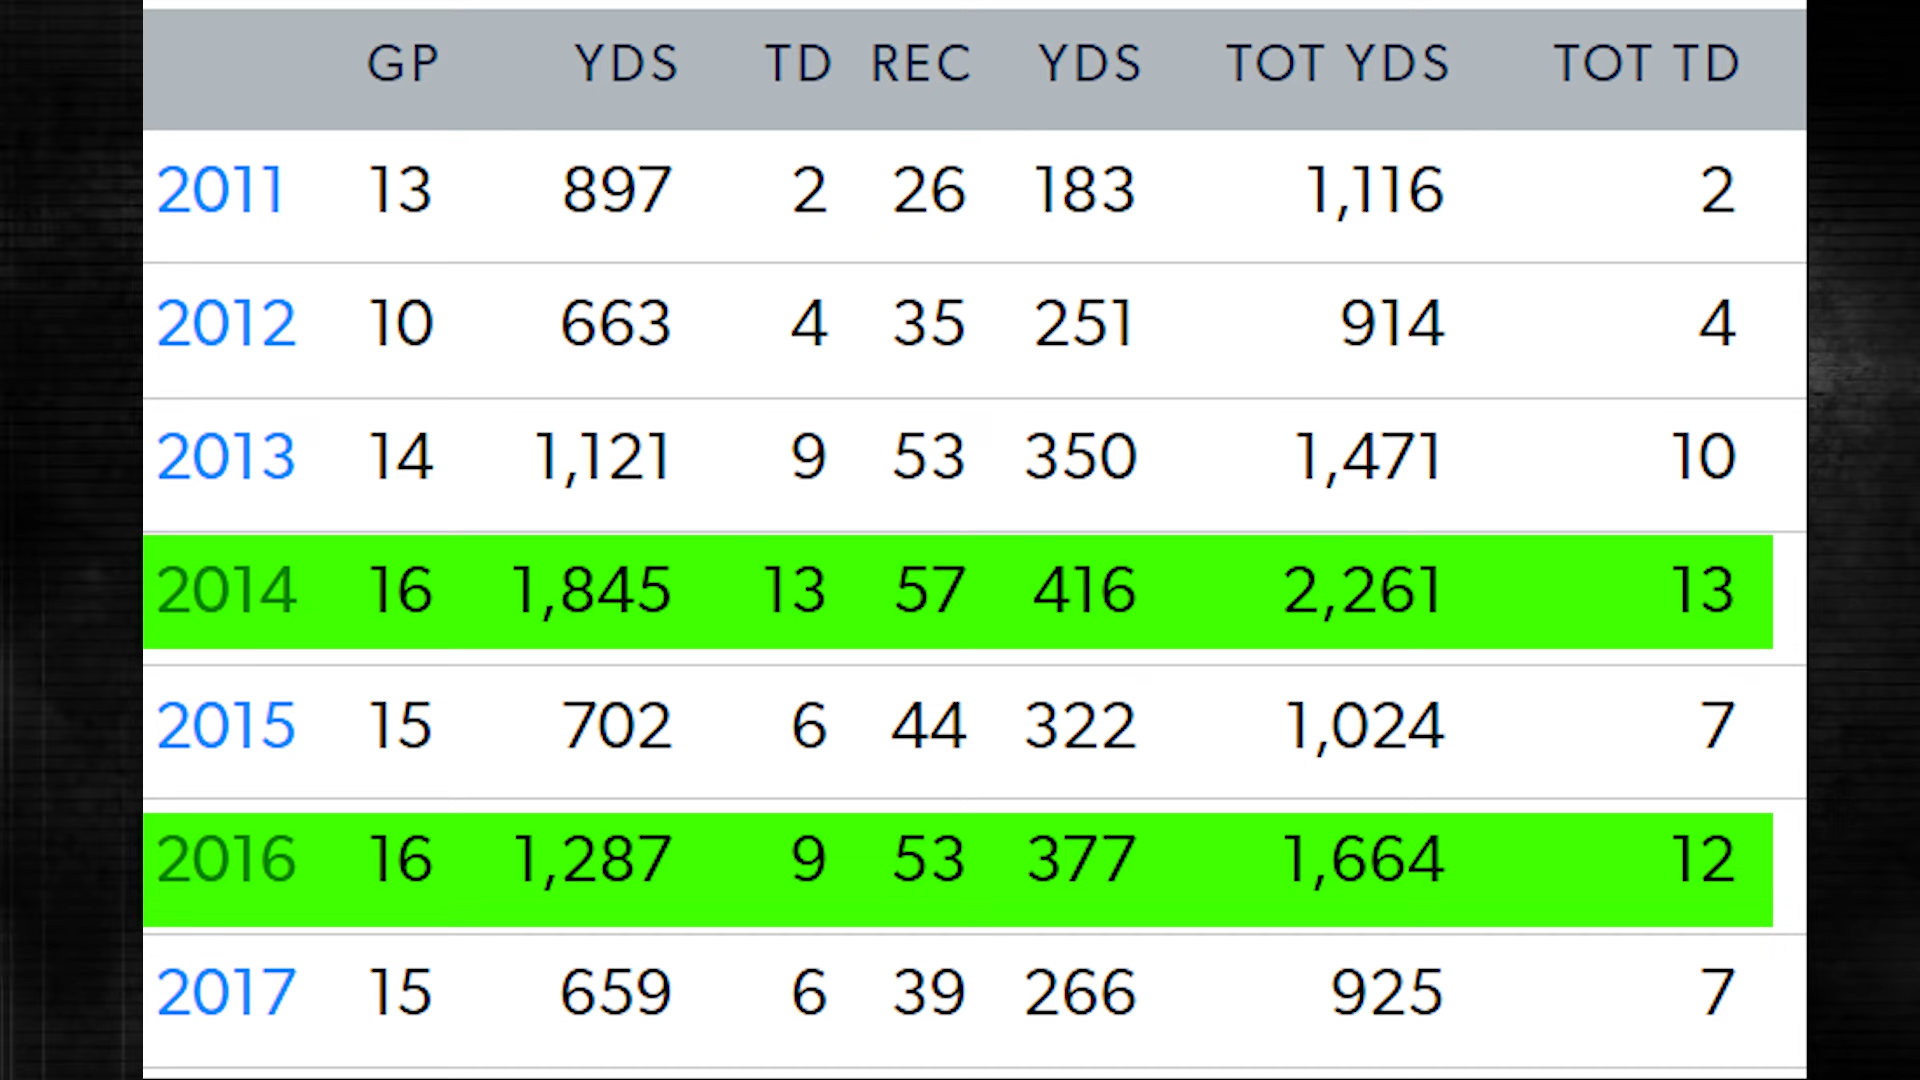 GP YDS TD REC YDS TOT YDS TOT TD
2011 13 897 2 26 183 1,116 2
2012 10 663 4 35 251 914 4
2013 14 1,121 9 53 350 1,471 10
2014 16 1,845 13 57 416 2,261 13
2015 15 702 6 44 322 1,024 7
2016 16 1,287 9 53 377 1,664 12
2017 15 659 6 39 266 925 7